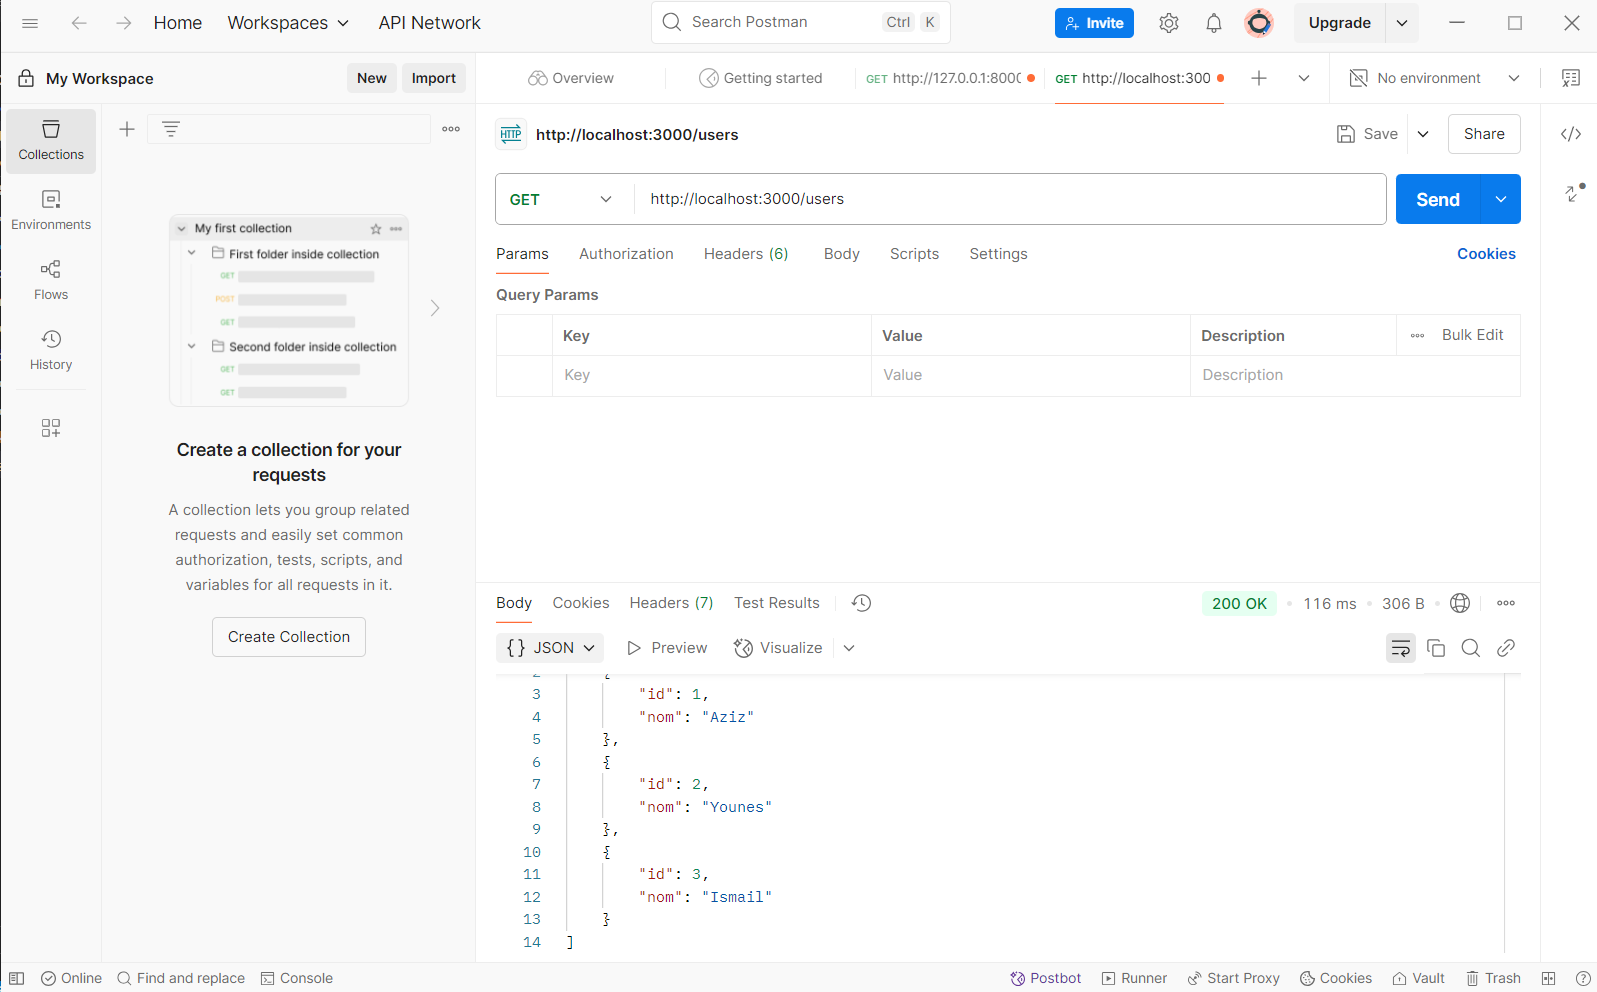 Home Workspaces API Network Search Postman Ctrl K Invite Upgrade
My Workspace New Import Overview Getting started GET http://127.0.0.1:8000 GET http://localhost:300 No environment
Collections
Environments
Flows
History
My first collection
First folder inside collection
GET
POST
GET
Second folder inside collection
GET
GET
Create a collection for your
requests
A collection lets you group related
requests and easily set common
authorization, tests, scripts, and
variables for all requests in it.
Create Collection
HTTP http://localhost:3000/users Save Share
GET http://localhost:3000/users Send
Params Authorization Headers (6) Body Scripts Settings Cookies
Query Params
Key Value Description Bulk Edit
Key Value Description
Body Cookies Headers (7) Test Results 200 OK 116 ms 306 B
{} JSON Preview Visualize
2 {
3 "id": 1,
4 "nom": "Aziz"
5 },
6 {
7 "id": 2,
8 "nom": "Younes"
9 },
10 {
11 "id": 3,
12 "nom": "Ismail"
13 }
14 ]
Online Find and replace Console Postbot Runner Start Proxy Cookies Vault Trash